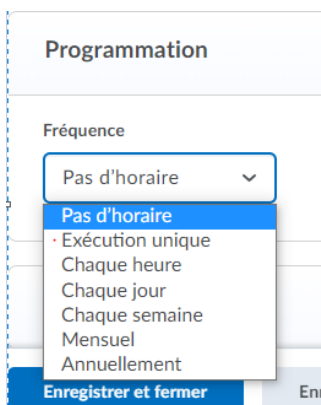 Programmation
Fréquence
Pas d’horaire
Pas d’horaire
Exécution unique
Chaque heure
Chaque jour
Chaque semaine
Mensuel
Annuellement
Enregistrer et fermer